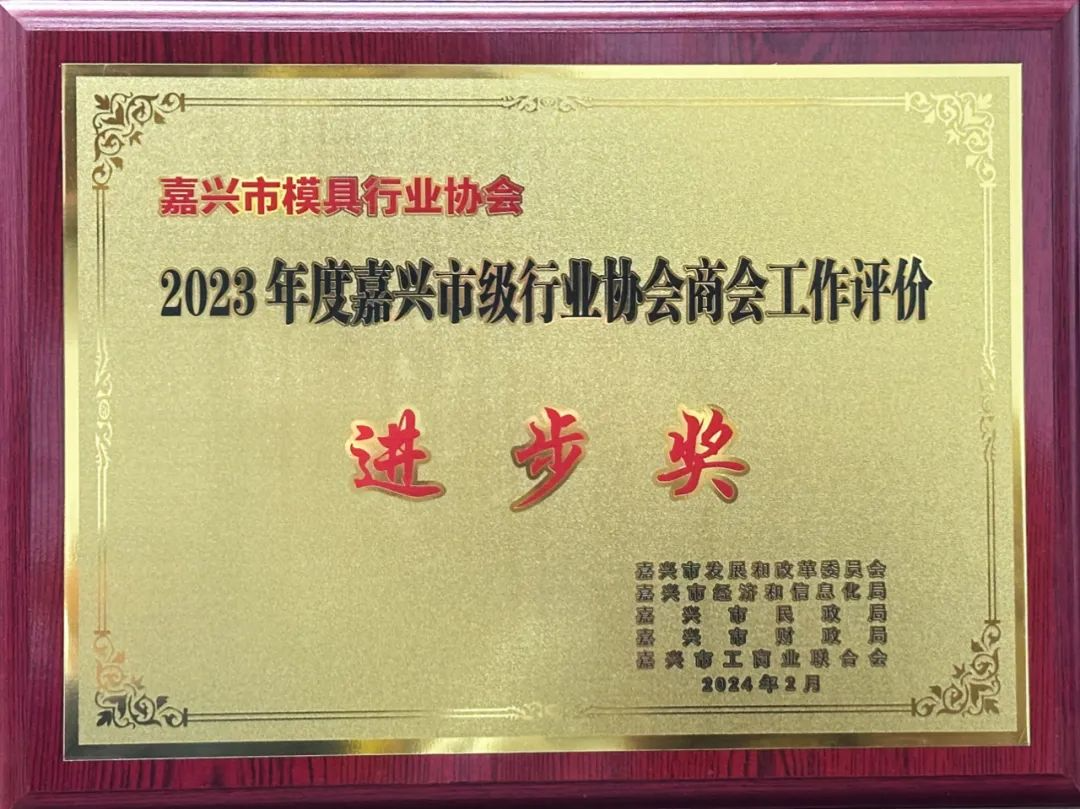 嘉兴市模具行业协会
2023年度嘉兴市级行业协会商会工作评价
进步奖
嘉兴市发展和改革委员会
嘉兴市经济和信息化局
嘉兴市民政局
嘉兴市财政局
嘉兴市工商业联合会
2024年2月